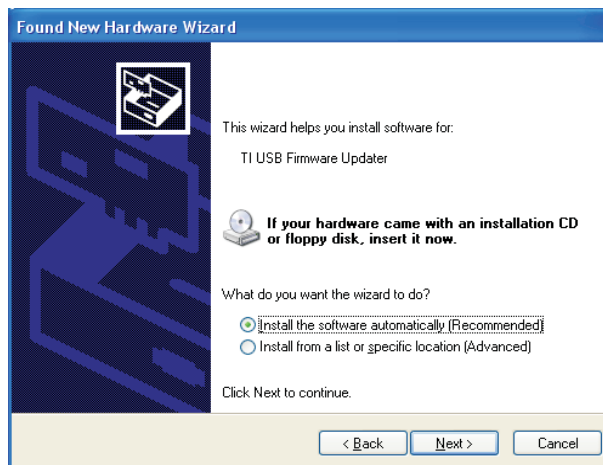 Found New Hardware Wizard
This wizard helps you install software for:
TI USB Firmware Updater
If your hardware came with an installation CD
or floppy disk, insert it now.
What do you want the wizard to do?
Install the software automatically (Recommended)
Install from a list or specific location (Advanced)
Click Next to continue.
< Back Next > Cancel